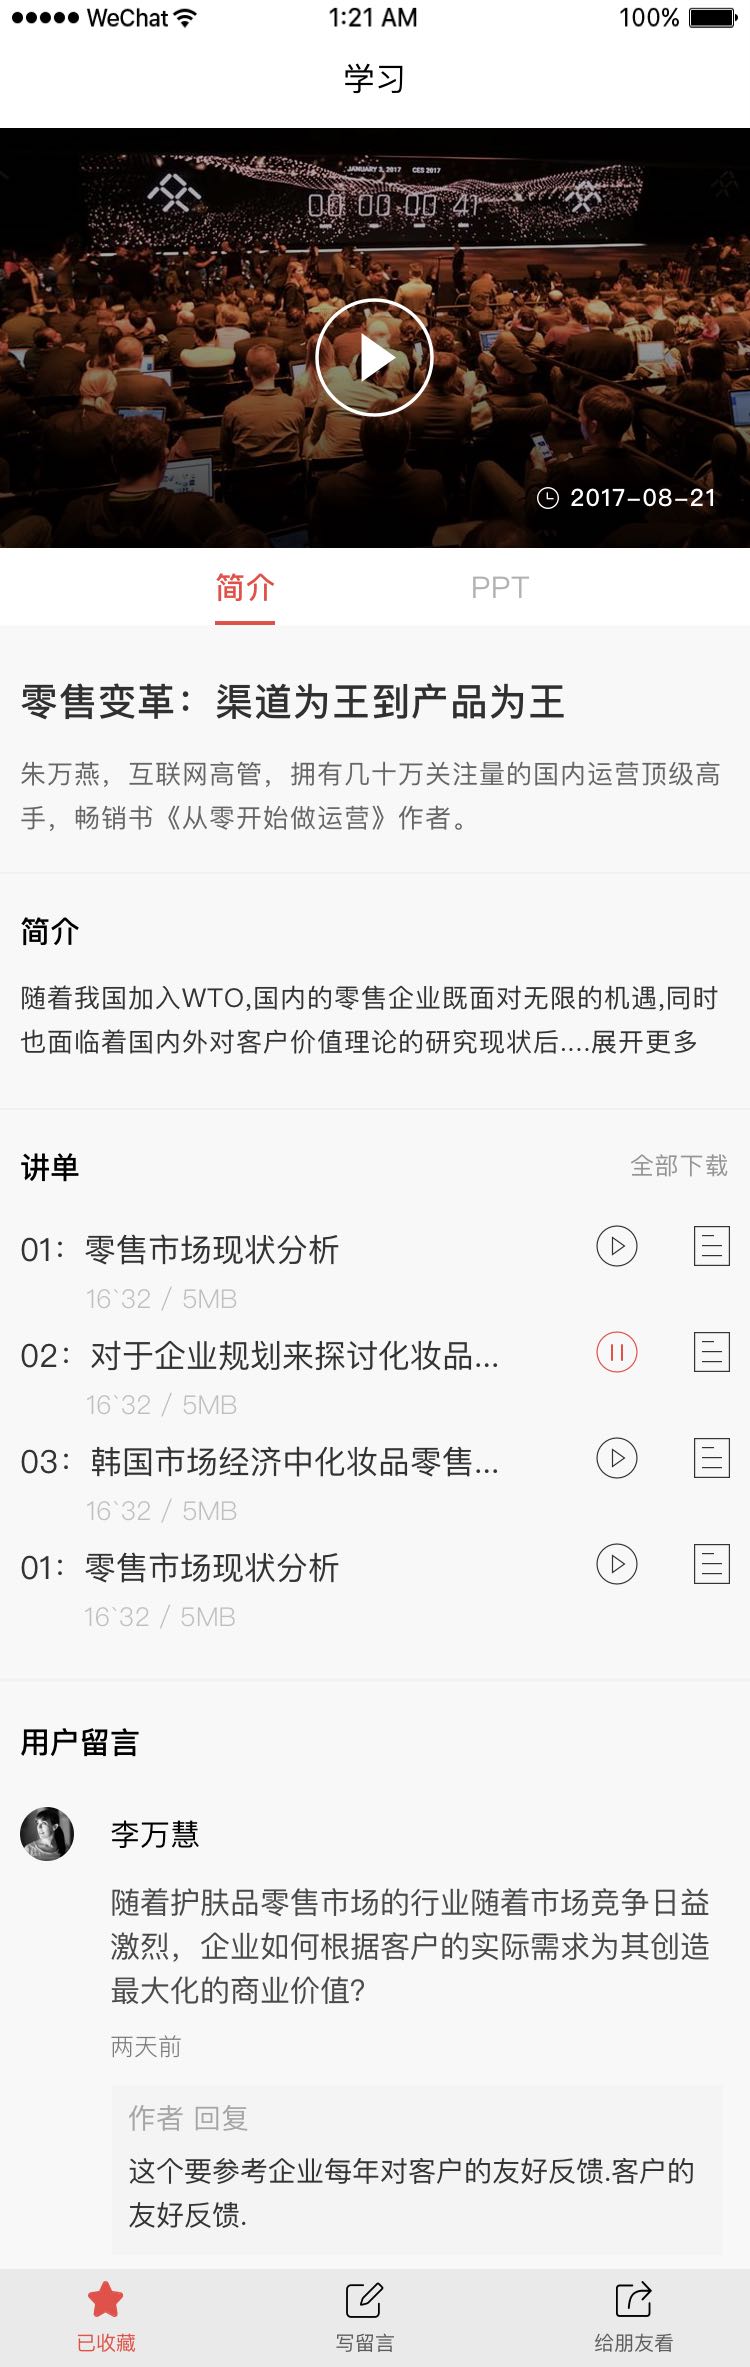 WeChat 1:21 AM 100%
学习
JANUARY 3, 2017 CES 2017
00 00 00 41
2017-08-21
简介 PPT
零售变革：渠道为王到产品为王
朱万燕，互联网高管，拥有几十万关注量的国内运营顶级高
手，畅销书《从零开始做运营》作者。
简介
随着我国加入WTO,国内的零售企业既面对无限的机遇,同时
也面临着国内外对客户价值理论的研究现状后....展开更多
讲单 全部下载
01：零售市场现状分析
16`32 / 5MB
02：对于企业规划来探讨化妆品...
16`32 / 5MB
03：韩国市场经济中化妆品零售...
16`32 / 5MB
01：零售市场现状分析
16`32 / 5MB
用户留言
李万慧
随着护肤品零售市场的行业随着市场竞争日益
激烈，企业如何根据客户的实际需求为其创造
最大化的商业价值？
两天前
作者 回复
这个要参考企业每年对客户的友好反馈.客户的
友好反馈.
已收藏 写留言 给朋友看